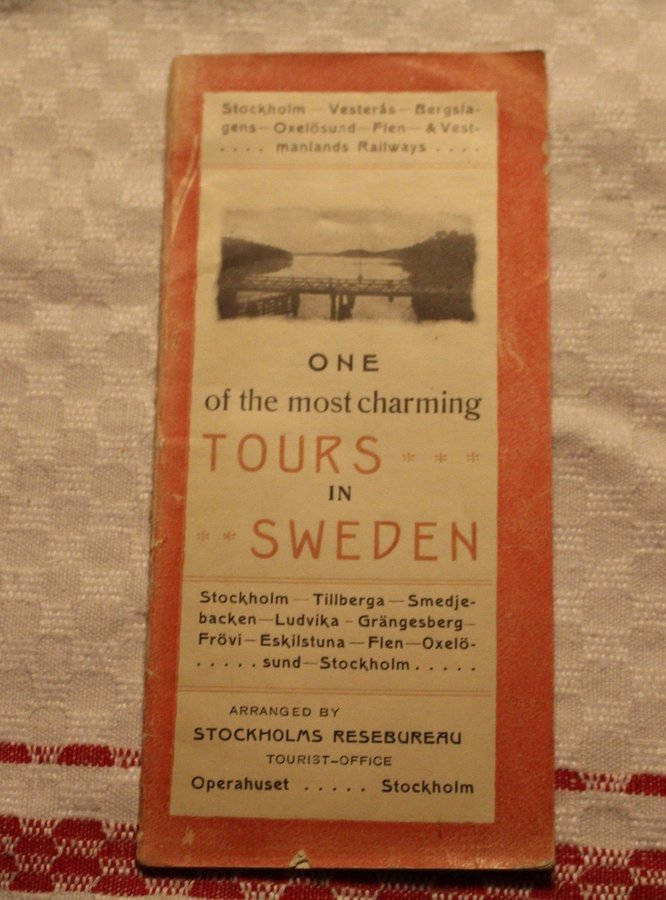 Stockholm — Vesterås — Bergsla-
gens — Oxelösund — Flen — & Vest-
.... manlands Railways ....
ONE
of the most charming
TOURS * * *
IN
* * SWEDEN
Stockholm — Tillberga — Smedje-
backen — Ludvika - Grängesberg —
Frövi — Eskilstuna — Flen — Oxelö-
..... sund — Stockholm .....
ARRANGED BY
STOCKHOLMS RESEBUREAU
TOURIST-OFFICE
Operahuset ..... Stockholm